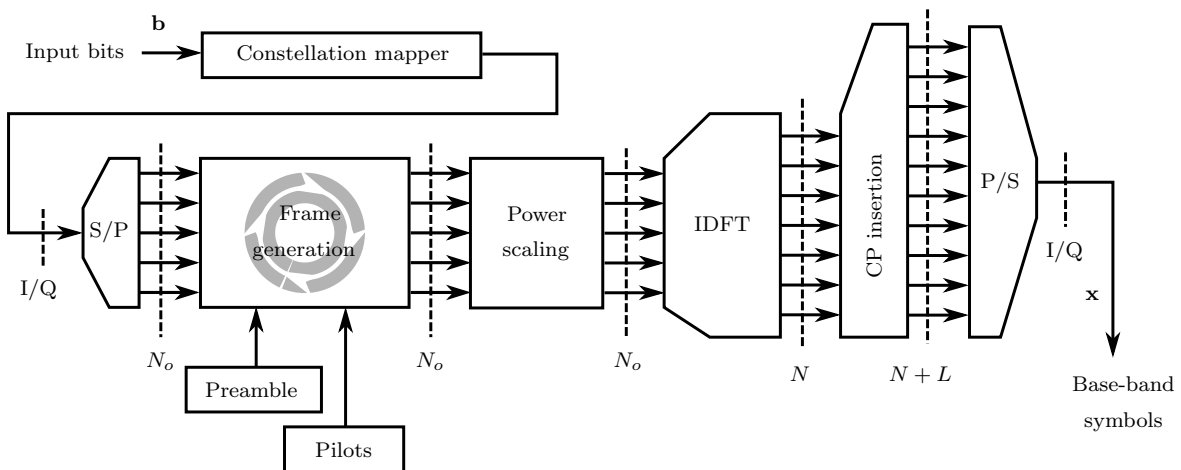 b
Input bits
Constellation mapper
S/P
I/Q
Frame
generation
Power
scaling
IDFT
CP insertion
P/S
I/Q
x
N_o
N_o
N_o
N
N + L
Preamble
Pilots
Base-band
symbols